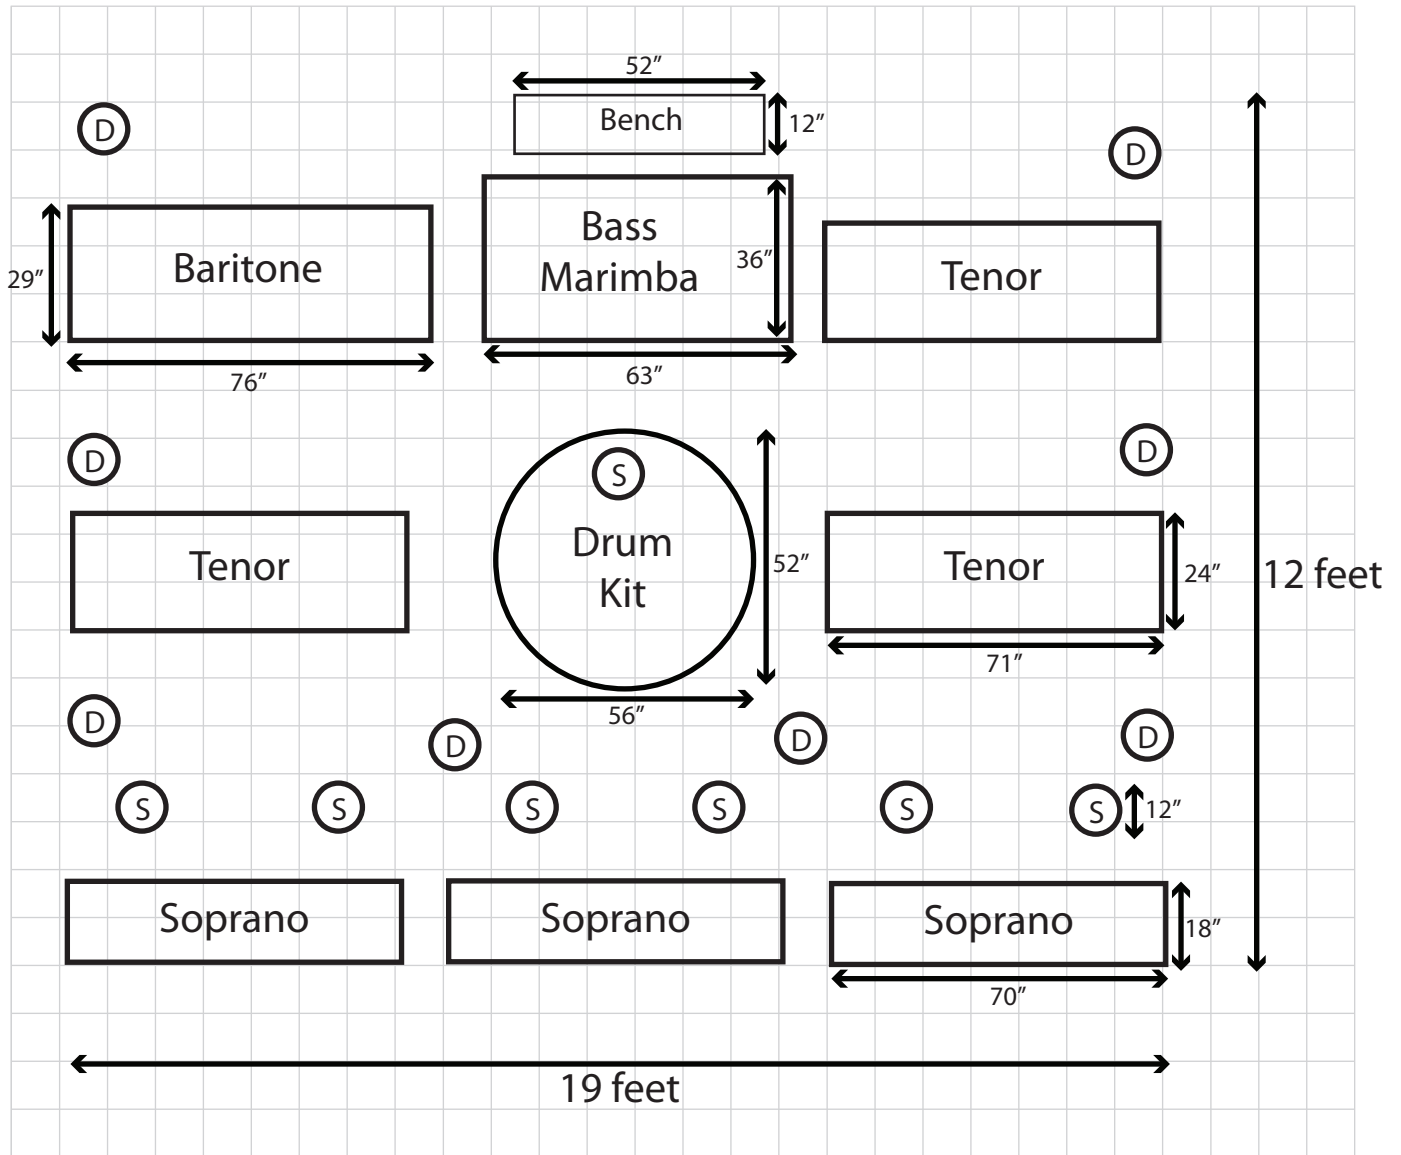 52”
Bench
12”
D
D
29”
Baritone
76”
Bass
Marimba
36”
63”
Tenor
D
S
D
Tenor
Drum
Kit
52”
56”
Tenor
24”
71”
12 feet
D
D
D
D
S
S
S
S
S
S
12”
Soprano
Soprano
Soprano
18”
70”
19 feet